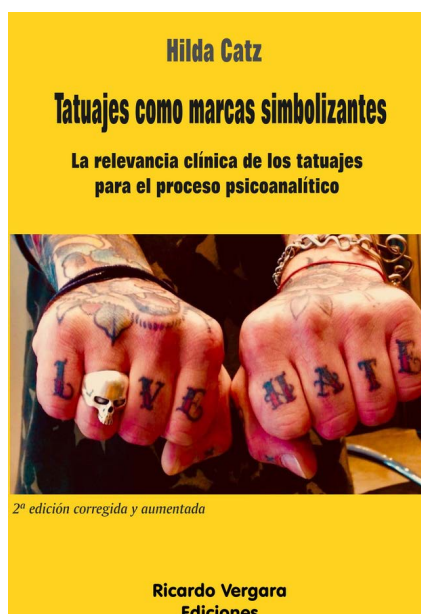 Hilda Catz
Tatuajes como marcas simbolizantes
La relevancia clínica de los tatuajes
para el proceso psicoanalítico
L VE HATE
2ª edición corregida y aumentada
Ricardo Vergara
Ediciones